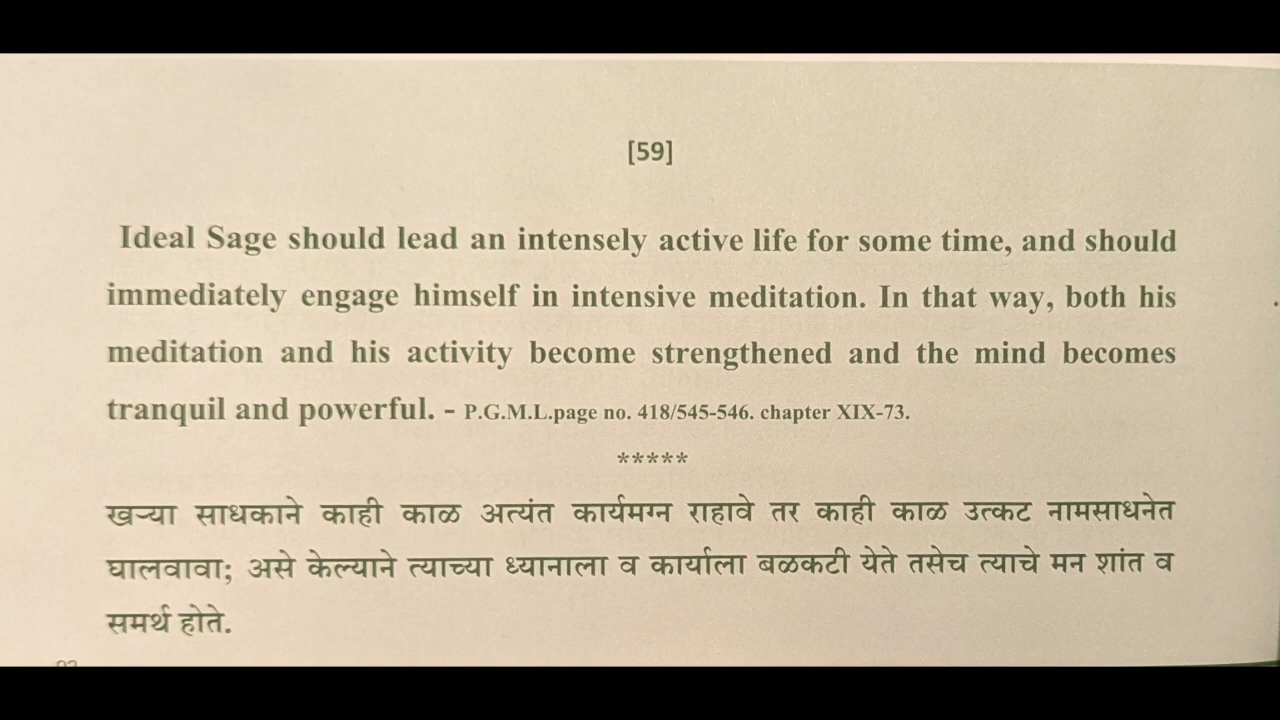 [59]
Ideal Sage should lead an intensely active life for some time, and should
immediately engage himself in intensive meditation. In that way, both his
meditation and his activity become strengthened and the mind becomes
tranquil and powerful. - P.G.M.L.page no. 418/545-546. chapter XIX-73.
*****
खऱ्या साधकाने काही काळ अत्यंत कार्यमग्न राहावे तर काही काळ उत्कट नामसाधनेत
घालवावा; असे केल्याने त्याच्या ध्यानाला व कार्याला बळकटी येते तसेच त्याचे मन शांत व
समर्थ होते.